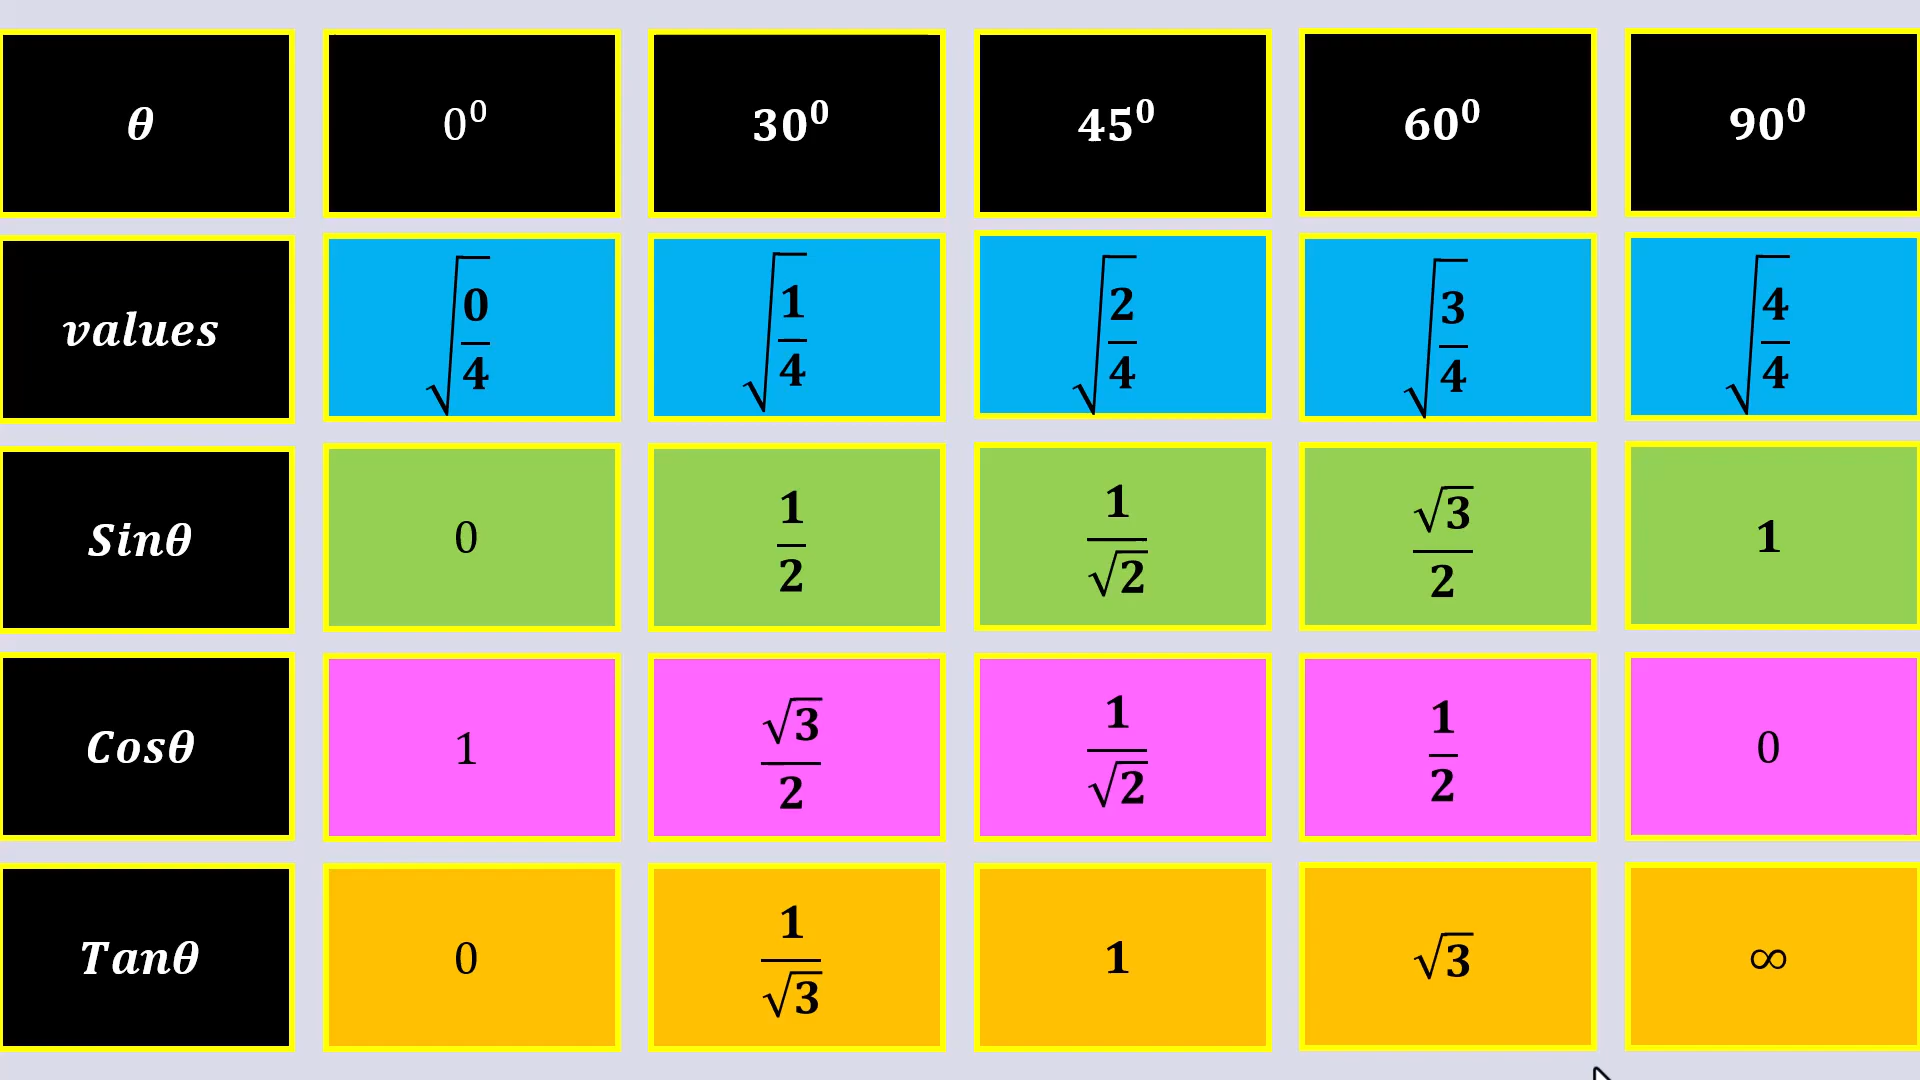 θ 0⁰ 30⁰ 45⁰ 60⁰ 90⁰
values √(0/4) √(1/4) √(2/4) √(3/4) √(4/4)
Sinθ 0 1/2 1/√2 √3/2 1
Cosθ 1 √3/2 1/√2 1/2 0
Tanθ 0 1/√3 1 √3 ∞